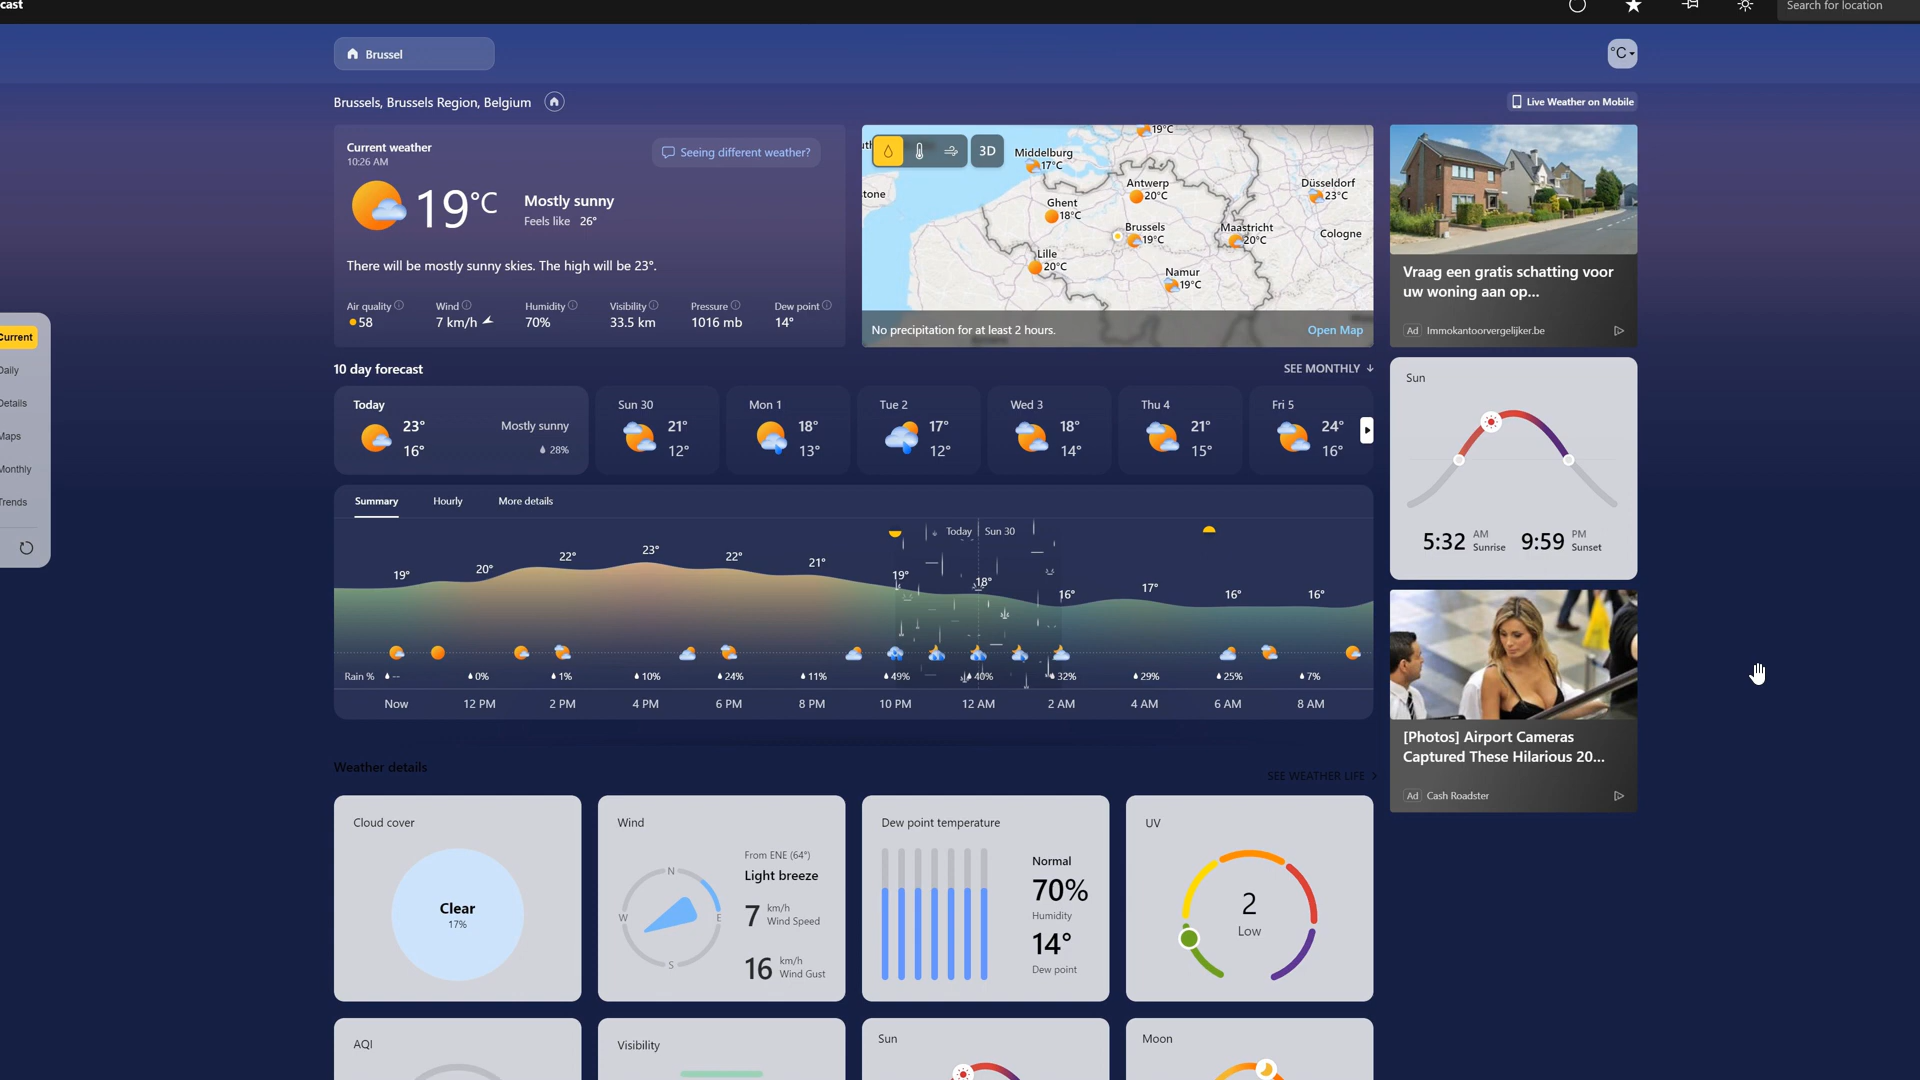 cast
Search for location
Brussel
°C
Brussels, Brussels Region, Belgium
Live Weather on Mobile
Current weather
10:26 AM
Seeing different weather?
19°C
Mostly sunny
Feels like 26°
There will be mostly sunny skies. The high will be 23°.
Air quality Wind Humidity Visibility Pressure Dew point
58 7 km/h 70% 33.5 km 1016 mb 14°
3D
19°C
Middelburg
17°C
Antwerp
20°C
Düsseldorf
23°C
tone
Ghent
18°C
Brussels
19°C
Maastricht
20°C
Cologne
Lille
20°C
Namur
19°C
No precipitation for at least 2 hours.
Open Map
Vraag een gratis schatting voor
uw woning aan op...
Ad Immokantoorvergelijker.be
Current
Daily
Details
Maps
Monthly
Trends
10 day forecast
SEE MONTHLY
Today
23°
16°
Mostly sunny
28%
Sun 30
21°
12°
Mon 1
18°
13°
Tue 2
17°
12°
Wed 3
18°
14°
Thu 4
21°
15°
Fri 5
24°
16°
Sun
5:32 AM Sunrise
9:59 PM Sunset
Summary Hourly More details
Today Sun 30
19° 20° 22° 23° 22° 21° 19° 18° 16° 17° 16° 16°
Rain % -- 0% 1% 10% 24% 11% 49% 40% 32% 29% 25% 7%
Now 12 PM 2 PM 4 PM 6 PM 8 PM 10 PM 12 AM 2 AM 4 AM 6 AM 8 AM
[Photos] Airport Cameras
Captured These Hilarious 20...
Ad Cash Roadster
Weather details
SEE WEATHER LIFE
Cloud cover
Clear
17%
Wind
N
W E
S
From ENE (64°)
Light breeze
7 km/h
Wind Speed
16 km/h
Wind Gust
Dew point temperature
Normal
70%
Humidity
14°
Dew point
UV
2
Low
AQI
Visibility
Sun
Moon